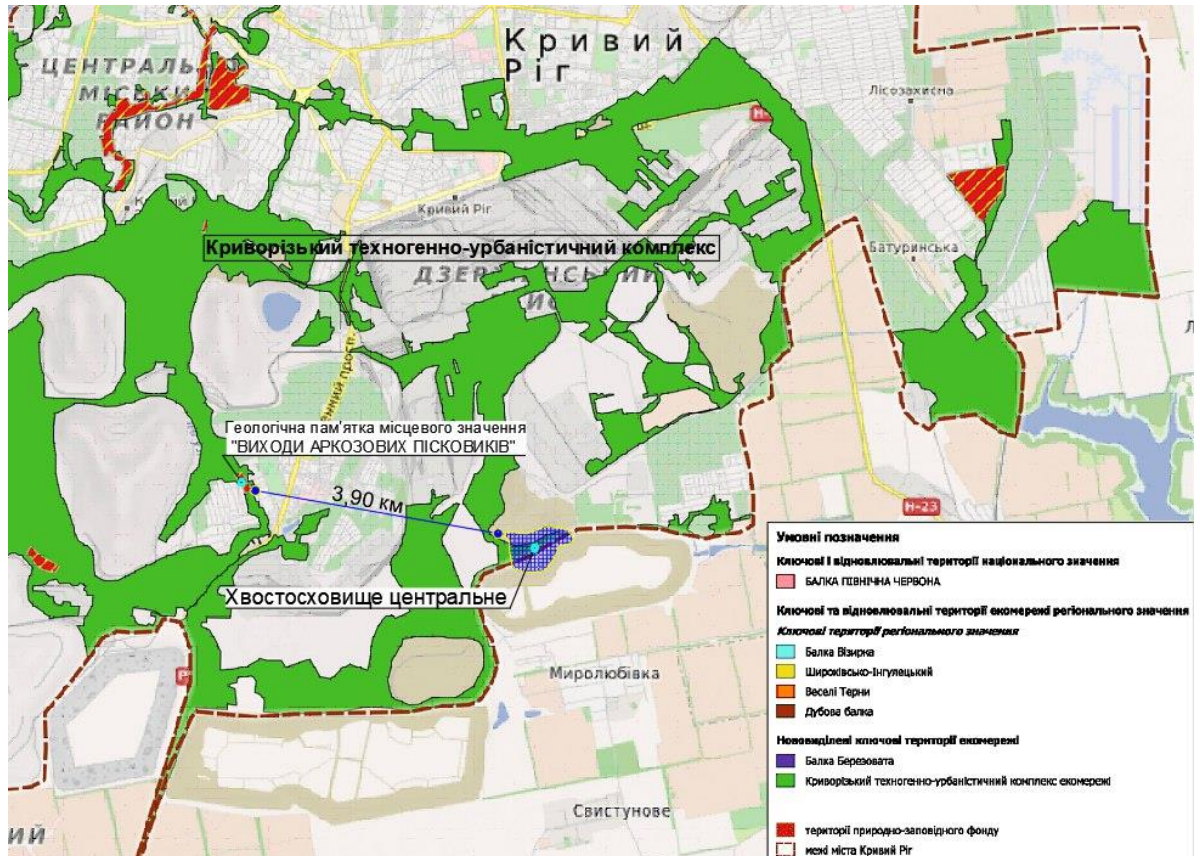 Кривий
Ріг
ЦЕНТРАЛЬ-
МІСЬКИ
РАЙОН
Лісозахисна
Кривий Ріг
Батуринська
Криворізький техногенно-урбаністичний комплекс
Геологічна пам'ятка місцевого значення
"ВИХОДИ АРКОЗОВИХ ПІСКОВИКІВ"
3,90 км
Н-23
Хвостосховище центральне
Миролюбівка
Свистунове
ИЙ
Умовні позначення
Ключові і відновлювальні території національного значення
БАЛКА ПІВНІЧНА ЧЕРВОНА
Ключові та відновлювальні території екомережі регіонального значення
Ключові території регіонального значення
Балка Візирка
Широківсько-Інгулецький
Веселі Терни
Дубова балка
Нововиділені ключові території екомережі
Балка Березовата
Криворізький техногенно-урбаністичний комплекс екомережі
території природно-заповідного фонду
межі міста Кривий Ріг